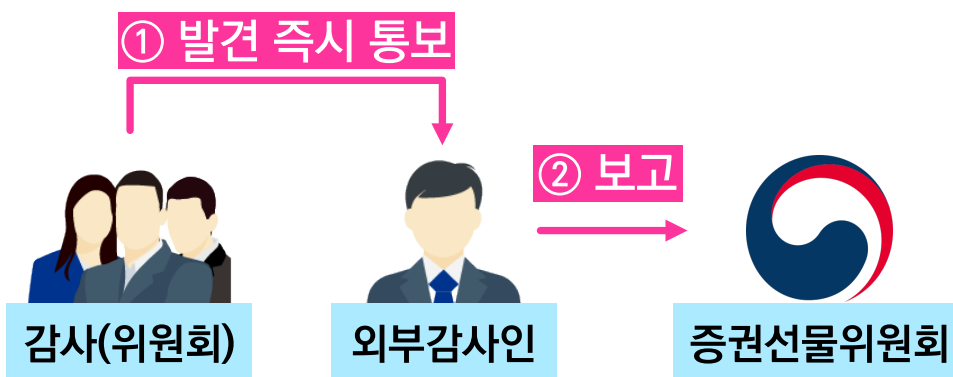 ① 발견 즉시 통보
② 보고
감사(위원회)
외부감사인
증권선물위원회